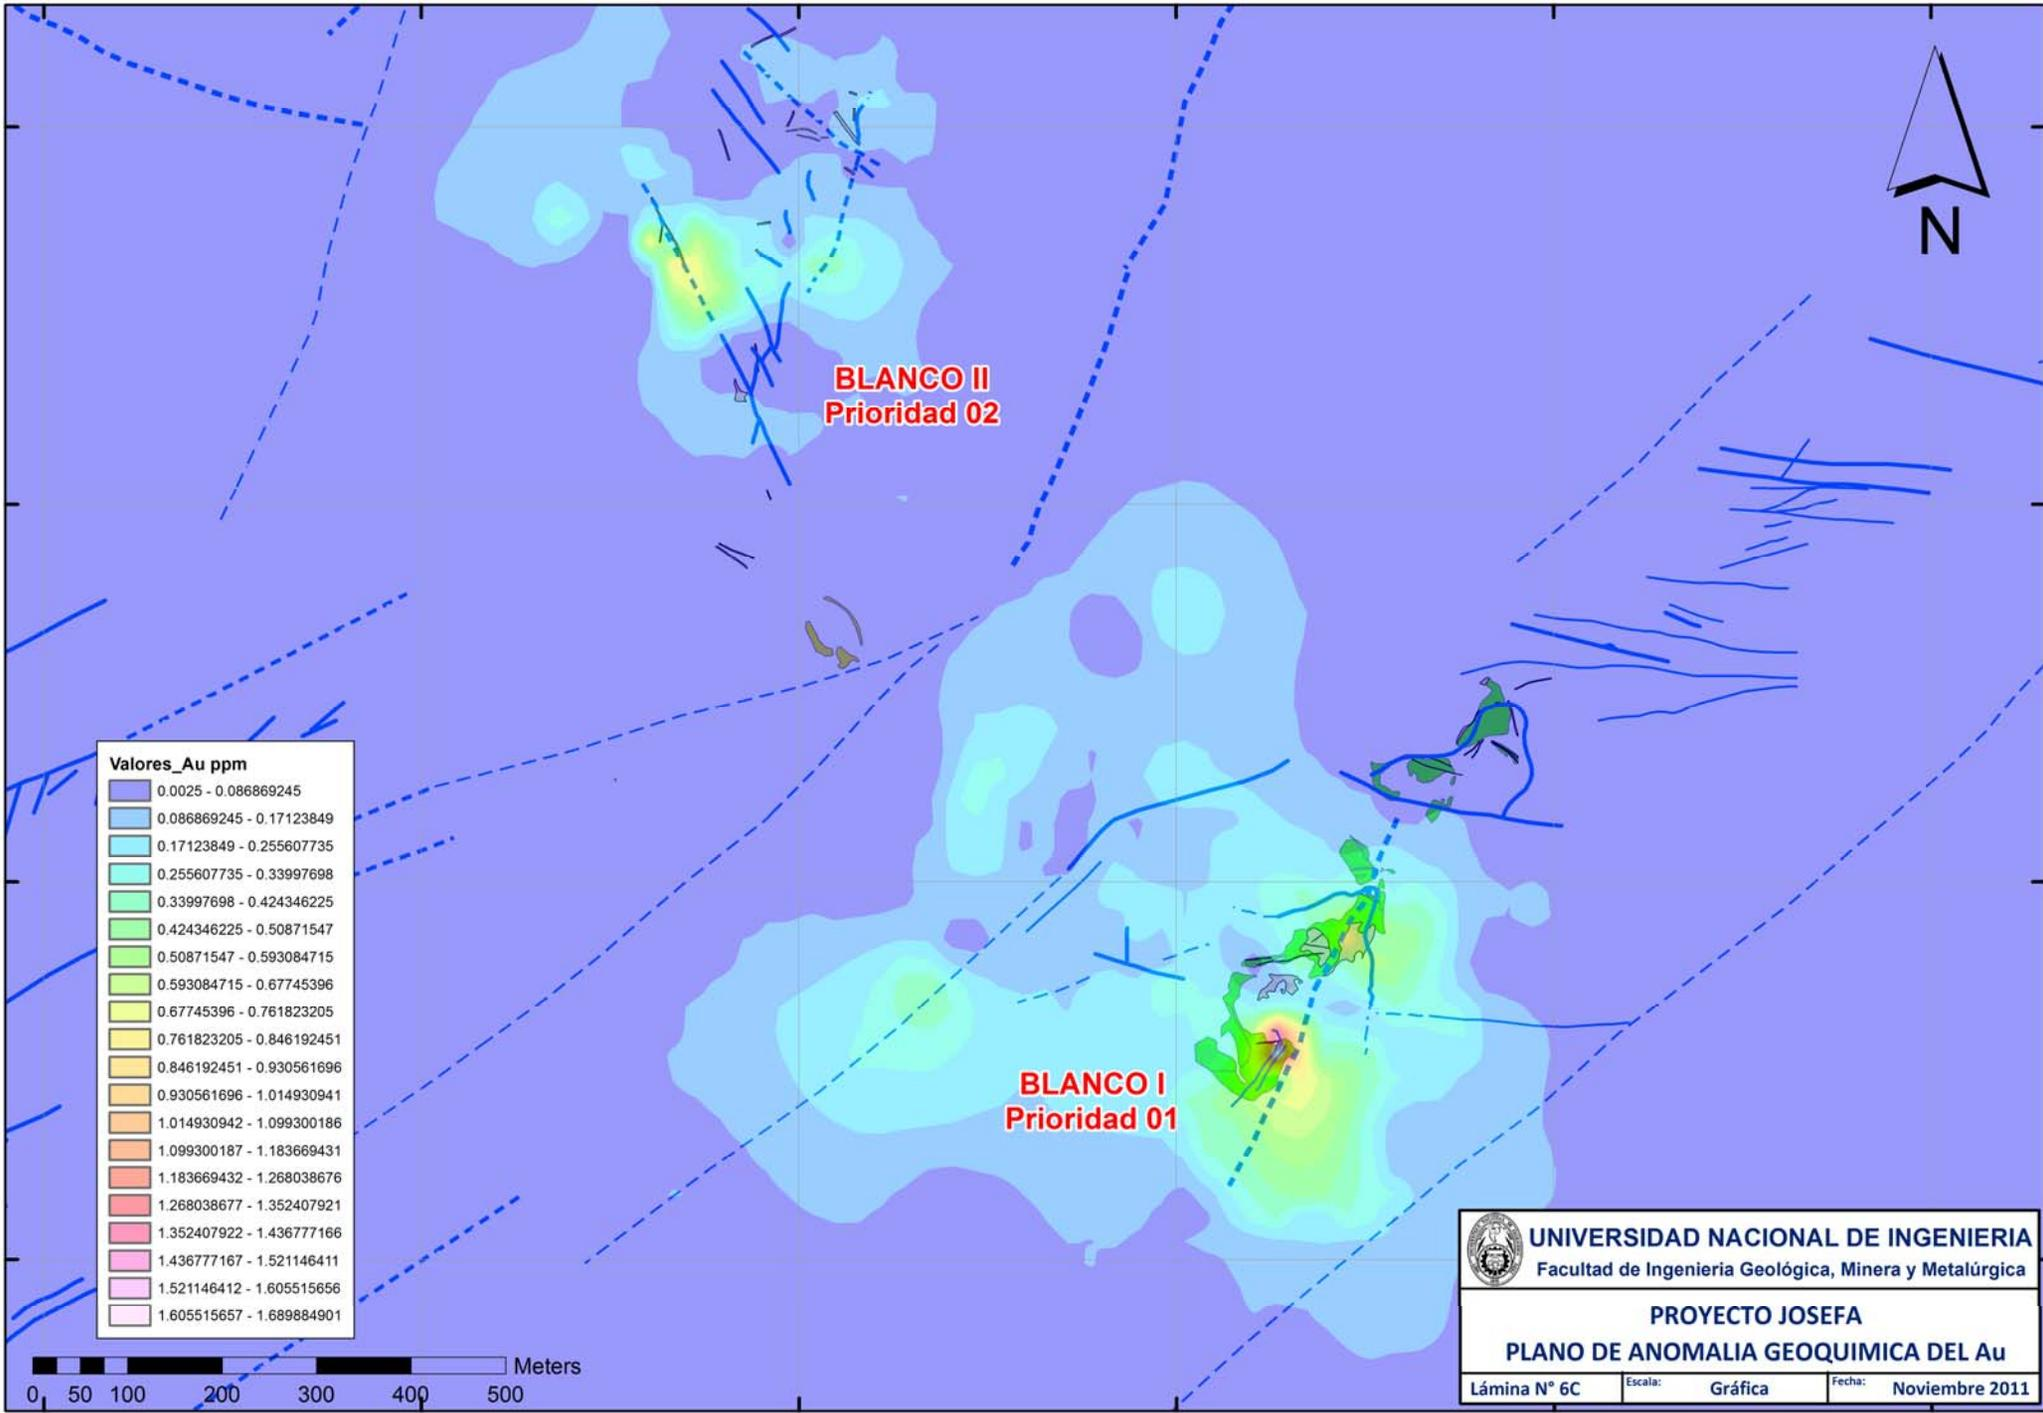 N
BLANCO II
Prioridad 02
Valores_Au ppm
0.0025 - 0.086869245
0.086869245 - 0.17123849
0.17123849 - 0.255607735
0.255607735 - 0.33997698
0.33997698 - 0.424346225
0.424346225 - 0.50871547
0.50871547 - 0.593084715
0.593084715 - 0.67745396
0.67745396 - 0.761823205
0.761823205 - 0.846192451
0.846192451 - 0.930561696
0.930561696 - 1.014930941
1.014930942 - 1.099300186
1.099300187 - 1.183669431
1.183669432 - 1.268038676
1.268038677 - 1.352407921
1.352407922 - 1.436777166
1.436777167 - 1.521146411
1.521146412 - 1.605515656
1.605515657 - 1.689884901
BLANCO I
Prioridad 01
Meters
0 50 100 200 300 400 500
UNIVERSIDAD NACIONAL DE INGENIERIA
Facultad de Ingenieria Geológica, Minera y Metalúrgica
PROYECTO JOSEFA
PLANO DE ANOMALIA GEOQUIMICA DEL Au
Lámina N° 6C Escala: Gráfica Fecha: Noviembre 2011